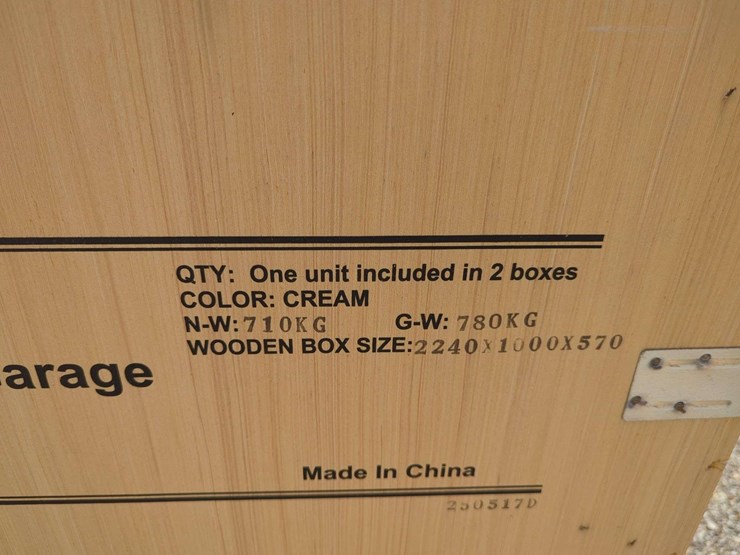 QTY: One unit included in 2 boxes
COLOR: CREAM
N-W:710KG G-W: 780KG
WOODEN BOX SIZE:2240X1000X570
arage
Made In China
250517D